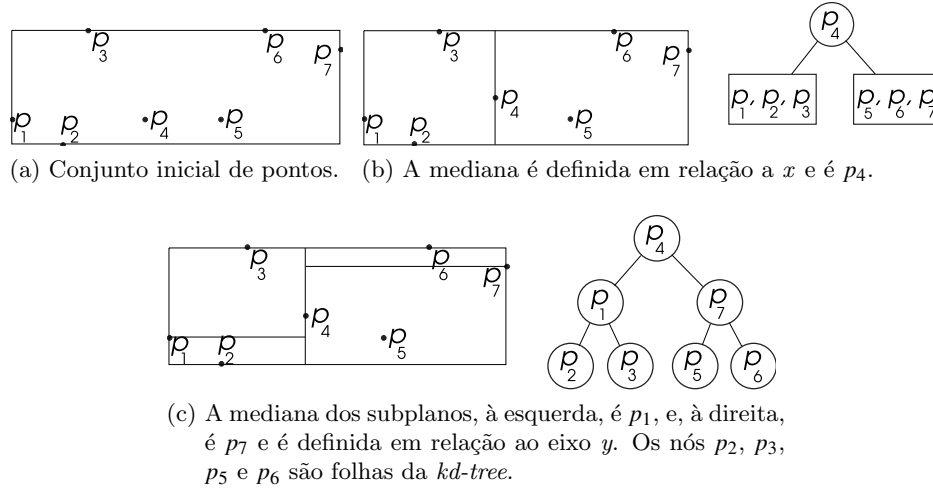 p3 p6 p7 p1 p2 p4 p5
p3 p6 p7 p1 p2 p4 p5
p4
p1, p2, p3 p5, p6, p7
(a) Conjunto inicial de pontos.
(b) A mediana é definida em relação a x e é p4.
p3 p6 p7 p1 p2 p4 p5
p4
p1 p7
p2 p3 p5 p6
(c) A mediana dos subplanos, à esquerda, é p1, e, à direita,
é p7 e é definida em relação ao eixo y. Os nós p2, p3,
p5 e p6 são folhas da kd-tree.